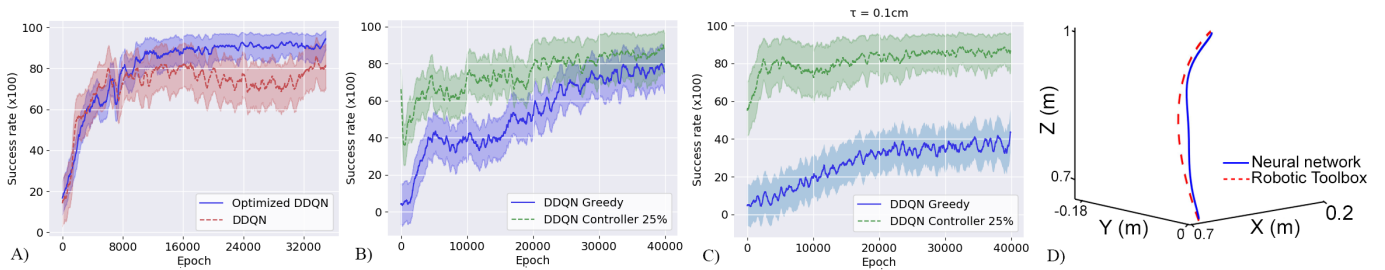 100
80
60
40
20
0
Success rate (x100)
0
8000
16000
24000
32000
Epoch
Optimized DDQN
DDQN
A)
100
80
60
40
20
0
Success rate (x100)
0
10000
20000
30000
40000
Epoch
DDQN Greedy
DDQN Controller 25%
B)
τ = 0.1cm
100
80
60
40
20
0
Success rate (x100)
0
10000
20000
30000
40000
Epoch
DDQN Greedy
DDQN Controller 25%
C)
1
Z (m)
0.7
-0.18
Y (m)
0
0.7
X (m)
0.2
Neural network
Robotic Toolbox
D)